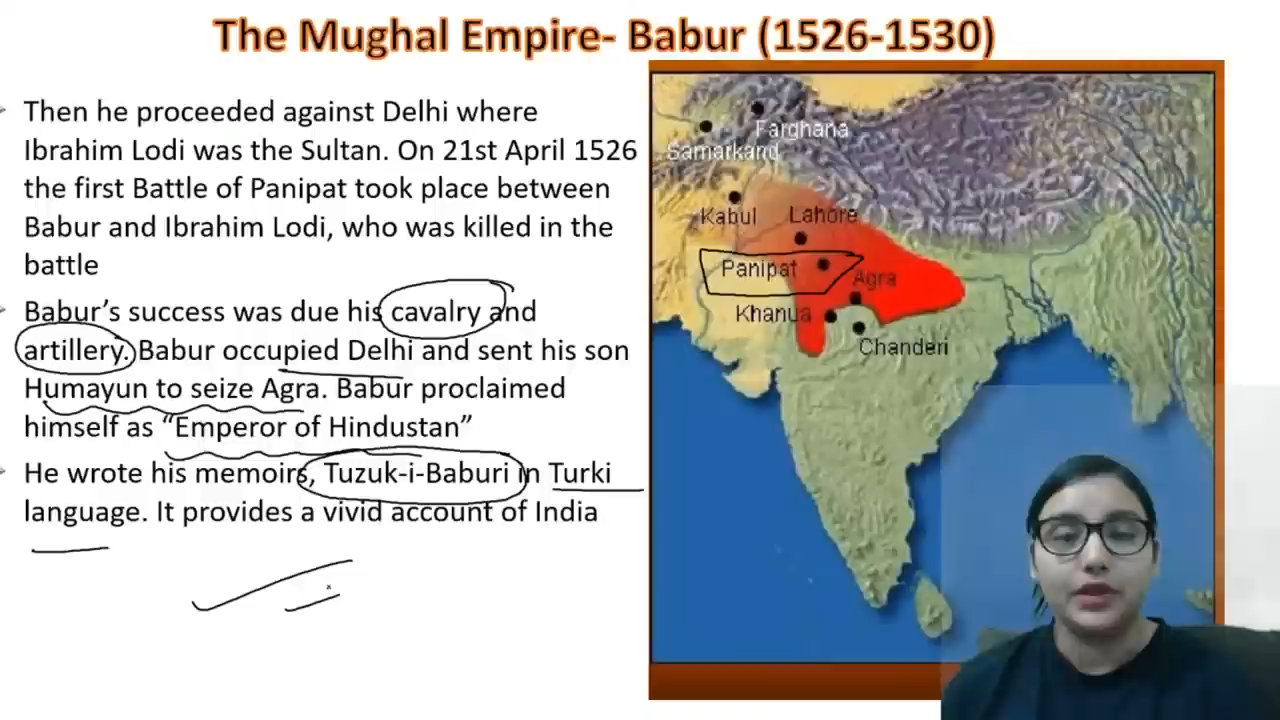 The Mughal Empire- Babur (1526-1530)
Then he proceeded against Delhi where
Ibrahim Lodi was the Sultan. On 21st April 1526
the first Battle of Panipat took place between
Babur and Ibrahim Lodi, who was killed in the
battle
Babur’s success was due his cavalry and
artillery. Babur occupied Delhi and sent his son
Humayun to seize Agra. Babur proclaimed
himself as “Emperor of Hindustan”
He wrote his memoirs, Tuzuk-i-Baburi in Turki
language. It provides a vivid account of India
Farghana
Samarkand
Kabul
Lahore
Panipat
Agra
Khanua
Chanderi